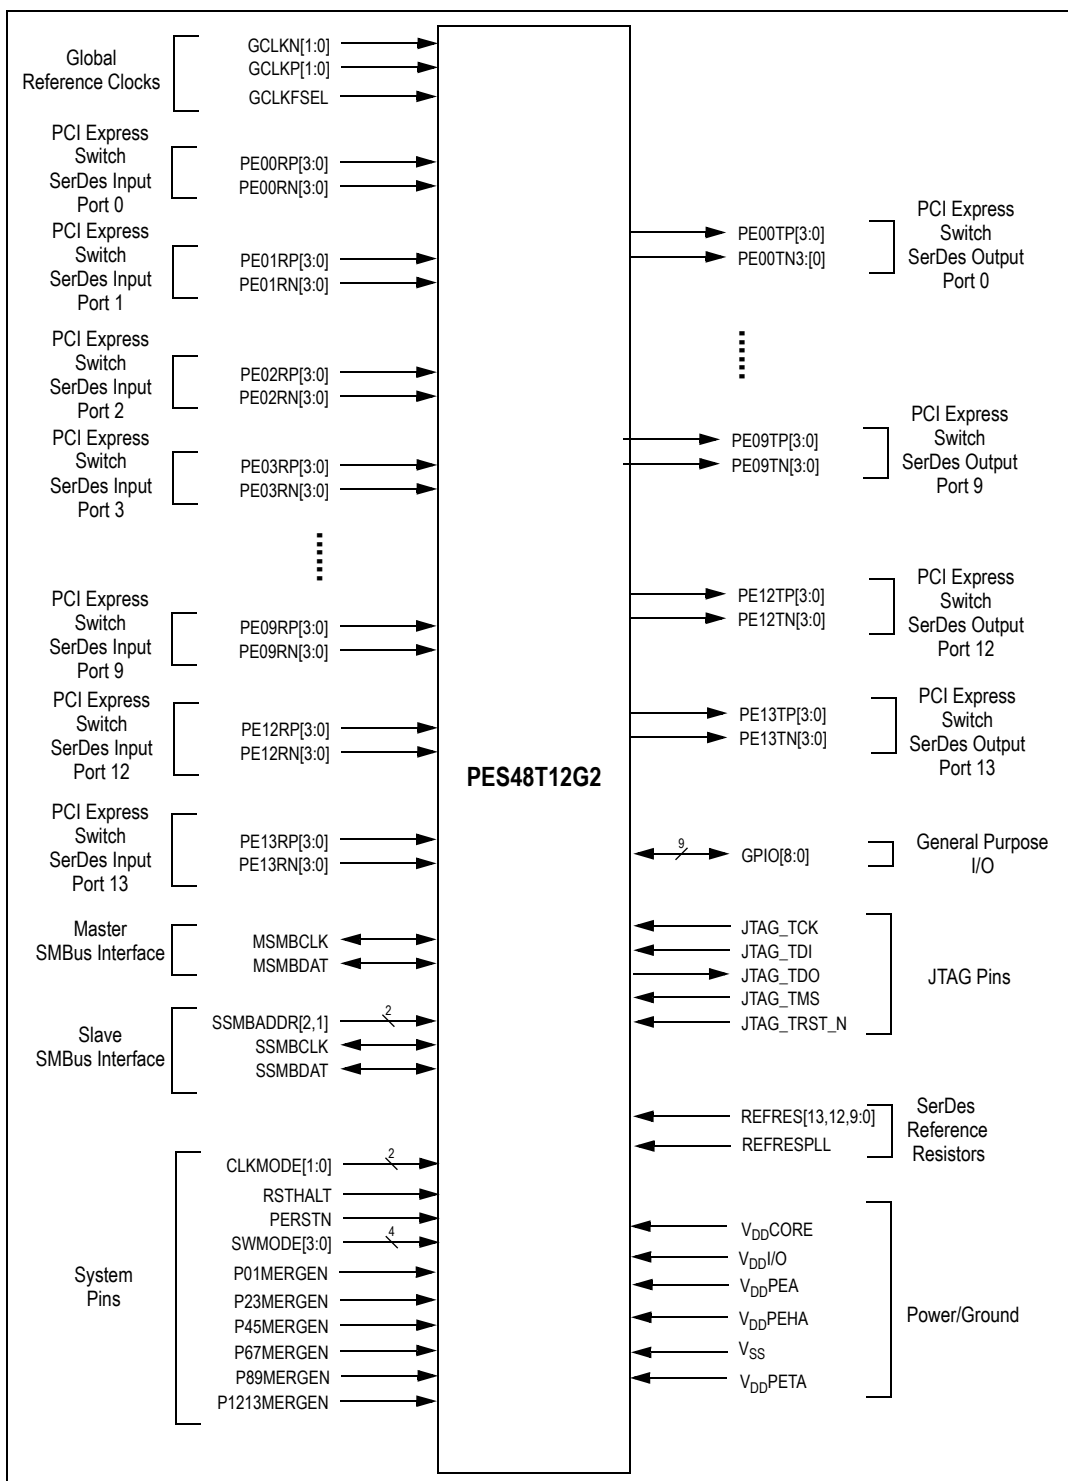 Global
Reference Clocks
GCLKN[1:0]
GCLKP[1:0]
GCLKFSEL
PCI Express
Switch
SerDes Input
Port 0
PE00RP[3:0]
PE00RN[3:0]
PCI Express
Switch
SerDes Input
Port 1
PE01RP[3:0]
PE01RN[3:0]
PCI Express
Switch
SerDes Input
Port 2
PE02RP[3:0]
PE02RN[3:0]
PCI Express
Switch
SerDes Input
Port 3
PE03RP[3:0]
PE03RN[3:0]
PCI Express
Switch
SerDes Input
Port 9
PE09RP[3:0]
PE09RN[3:0]
PCI Express
Switch
SerDes Input
Port 12
PE12RP[3:0]
PE12RN[3:0]
PCI Express
Switch
SerDes Input
Port 13
PE13RP[3:0]
PE13RN[3:0]
Master
SMBus Interface
MSMBCLK
MSMBDAT
Slave
SMBus Interface
SSMBADDR[2,1]
2
SSMBCLK
SSMBDAT
System
Pins
CLKMODE[1:0]
2
RSTHALT
PERSTN
SWMODE[3:0]
4
P01MERGEN
P23MERGEN
P45MERGEN
P67MERGEN
P89MERGEN
P1213MERGEN
PES48T12G2
PE00TP[3:0]
PE00TN3:[0]
PCI Express
Switch
SerDes Output
Port 0
PE09TP[3:0]
PE09TN[3:0]
PCI Express
Switch
SerDes Output
Port 9
PE12TP[3:0]
PE12TN[3:0]
PCI Express
Switch
SerDes Output
Port 12
PE13TP[3:0]
PE13TN[3:0]
PCI Express
Switch
SerDes Output
Port 13
9
GPIO[8:0]
General Purpose
I/O
JTAG_TCK
JTAG_TDI
JTAG_TDO
JTAG_TMS
JTAG_TRST_N
JTAG Pins
REFRES[13,12,9:0]
REFRESPLL
SerDes
Reference
Resistors
VDDCORE
VDDI/O
VDDPEA
VDDPEHA
VSS
VDDPETA
Power/Ground